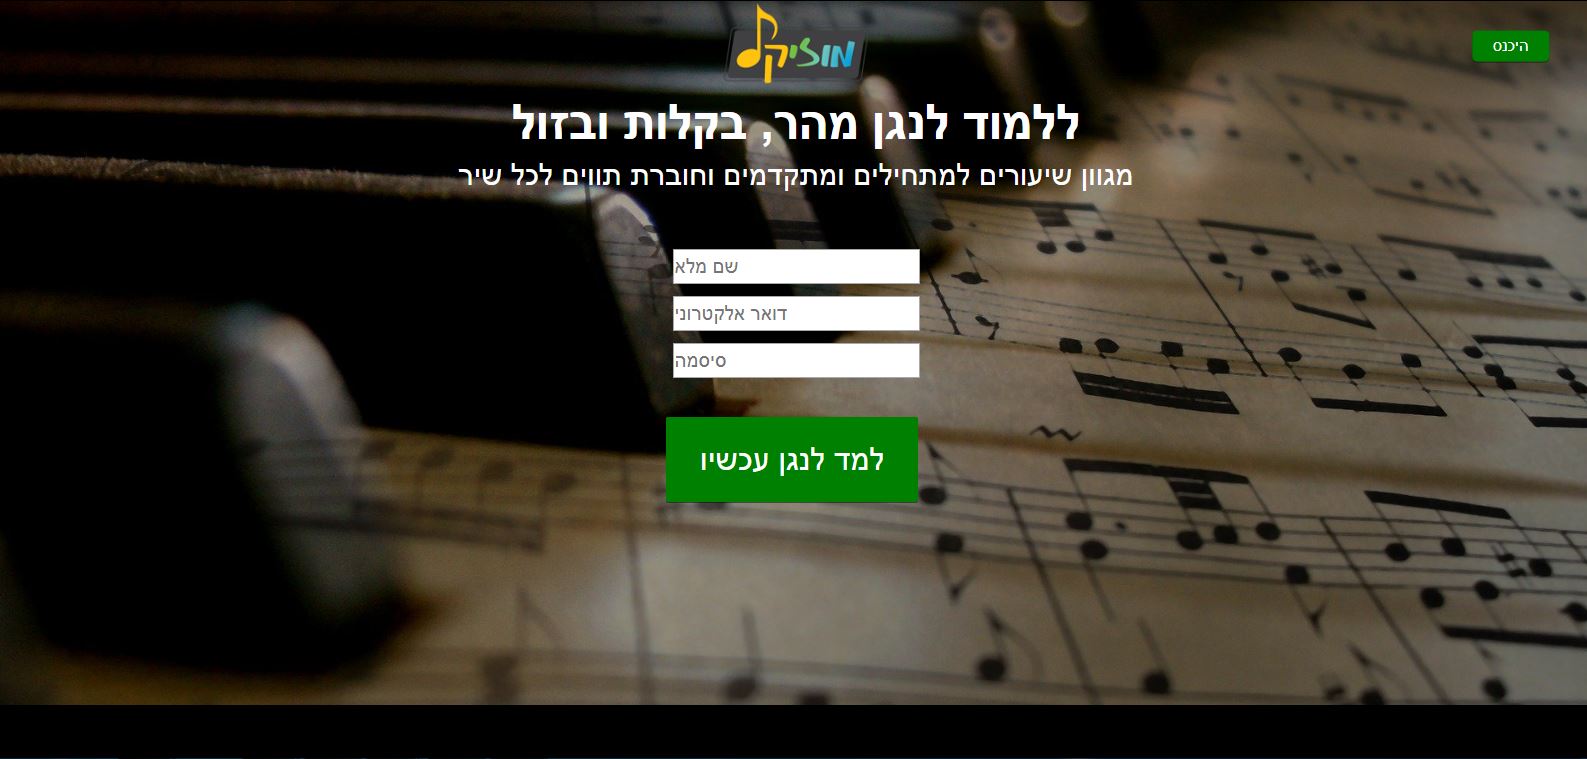 מוזיקל
היכנס
ללמוד לנגן מהר, בקלות ובזול
מגוון שיעורים למתחילים ומתקדמים וחוברת תווים לכל שיר
שם מלא
דואר אלקטרוני
סיסמה
למד לנגן עכשיו